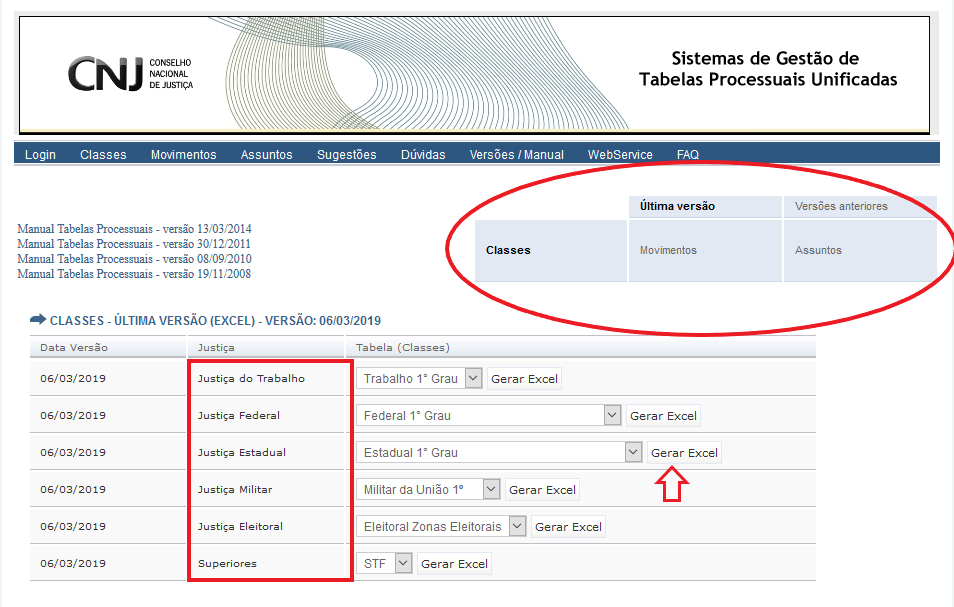 CNJ CONSELHO
NACIONAL
DE JUSTIÇA
Sistemas de Gestão de
Tabelas Processuais Unificadas
Login Classes Movimentos Assuntos Sugestões Dúvidas Versões / Manual WebService FAQ
Última versão Versões anteriores
Classes Movimentos Assuntos
Manual Tabelas Processuais - versão 13/03/2014
Manual Tabelas Processuais - versão 30/12/2011
Manual Tabelas Processuais - versão 08/09/2010
Manual Tabelas Processuais - versão 19/11/2008
CLASSES - ÚLTIMA VERSÃO (EXCEL) - VERSÃO: 06/03/2019
Data Versão Justiça Tabela (Classes)
06/03/2019 Justiça do Trabalho Trabalho 1° Grau Gerar Excel
06/03/2019 Justiça Federal Federal 1° Grau Gerar Excel
06/03/2019 Justiça Estadual Estadual 1° Grau Gerar Excel
06/03/2019 Justiça Militar Militar da União 1° Gerar Excel
06/03/2019 Justiça Eleitoral Eleitoral Zonas Eleitorais Gerar Excel
06/03/2019 Superiores STF Gerar Excel